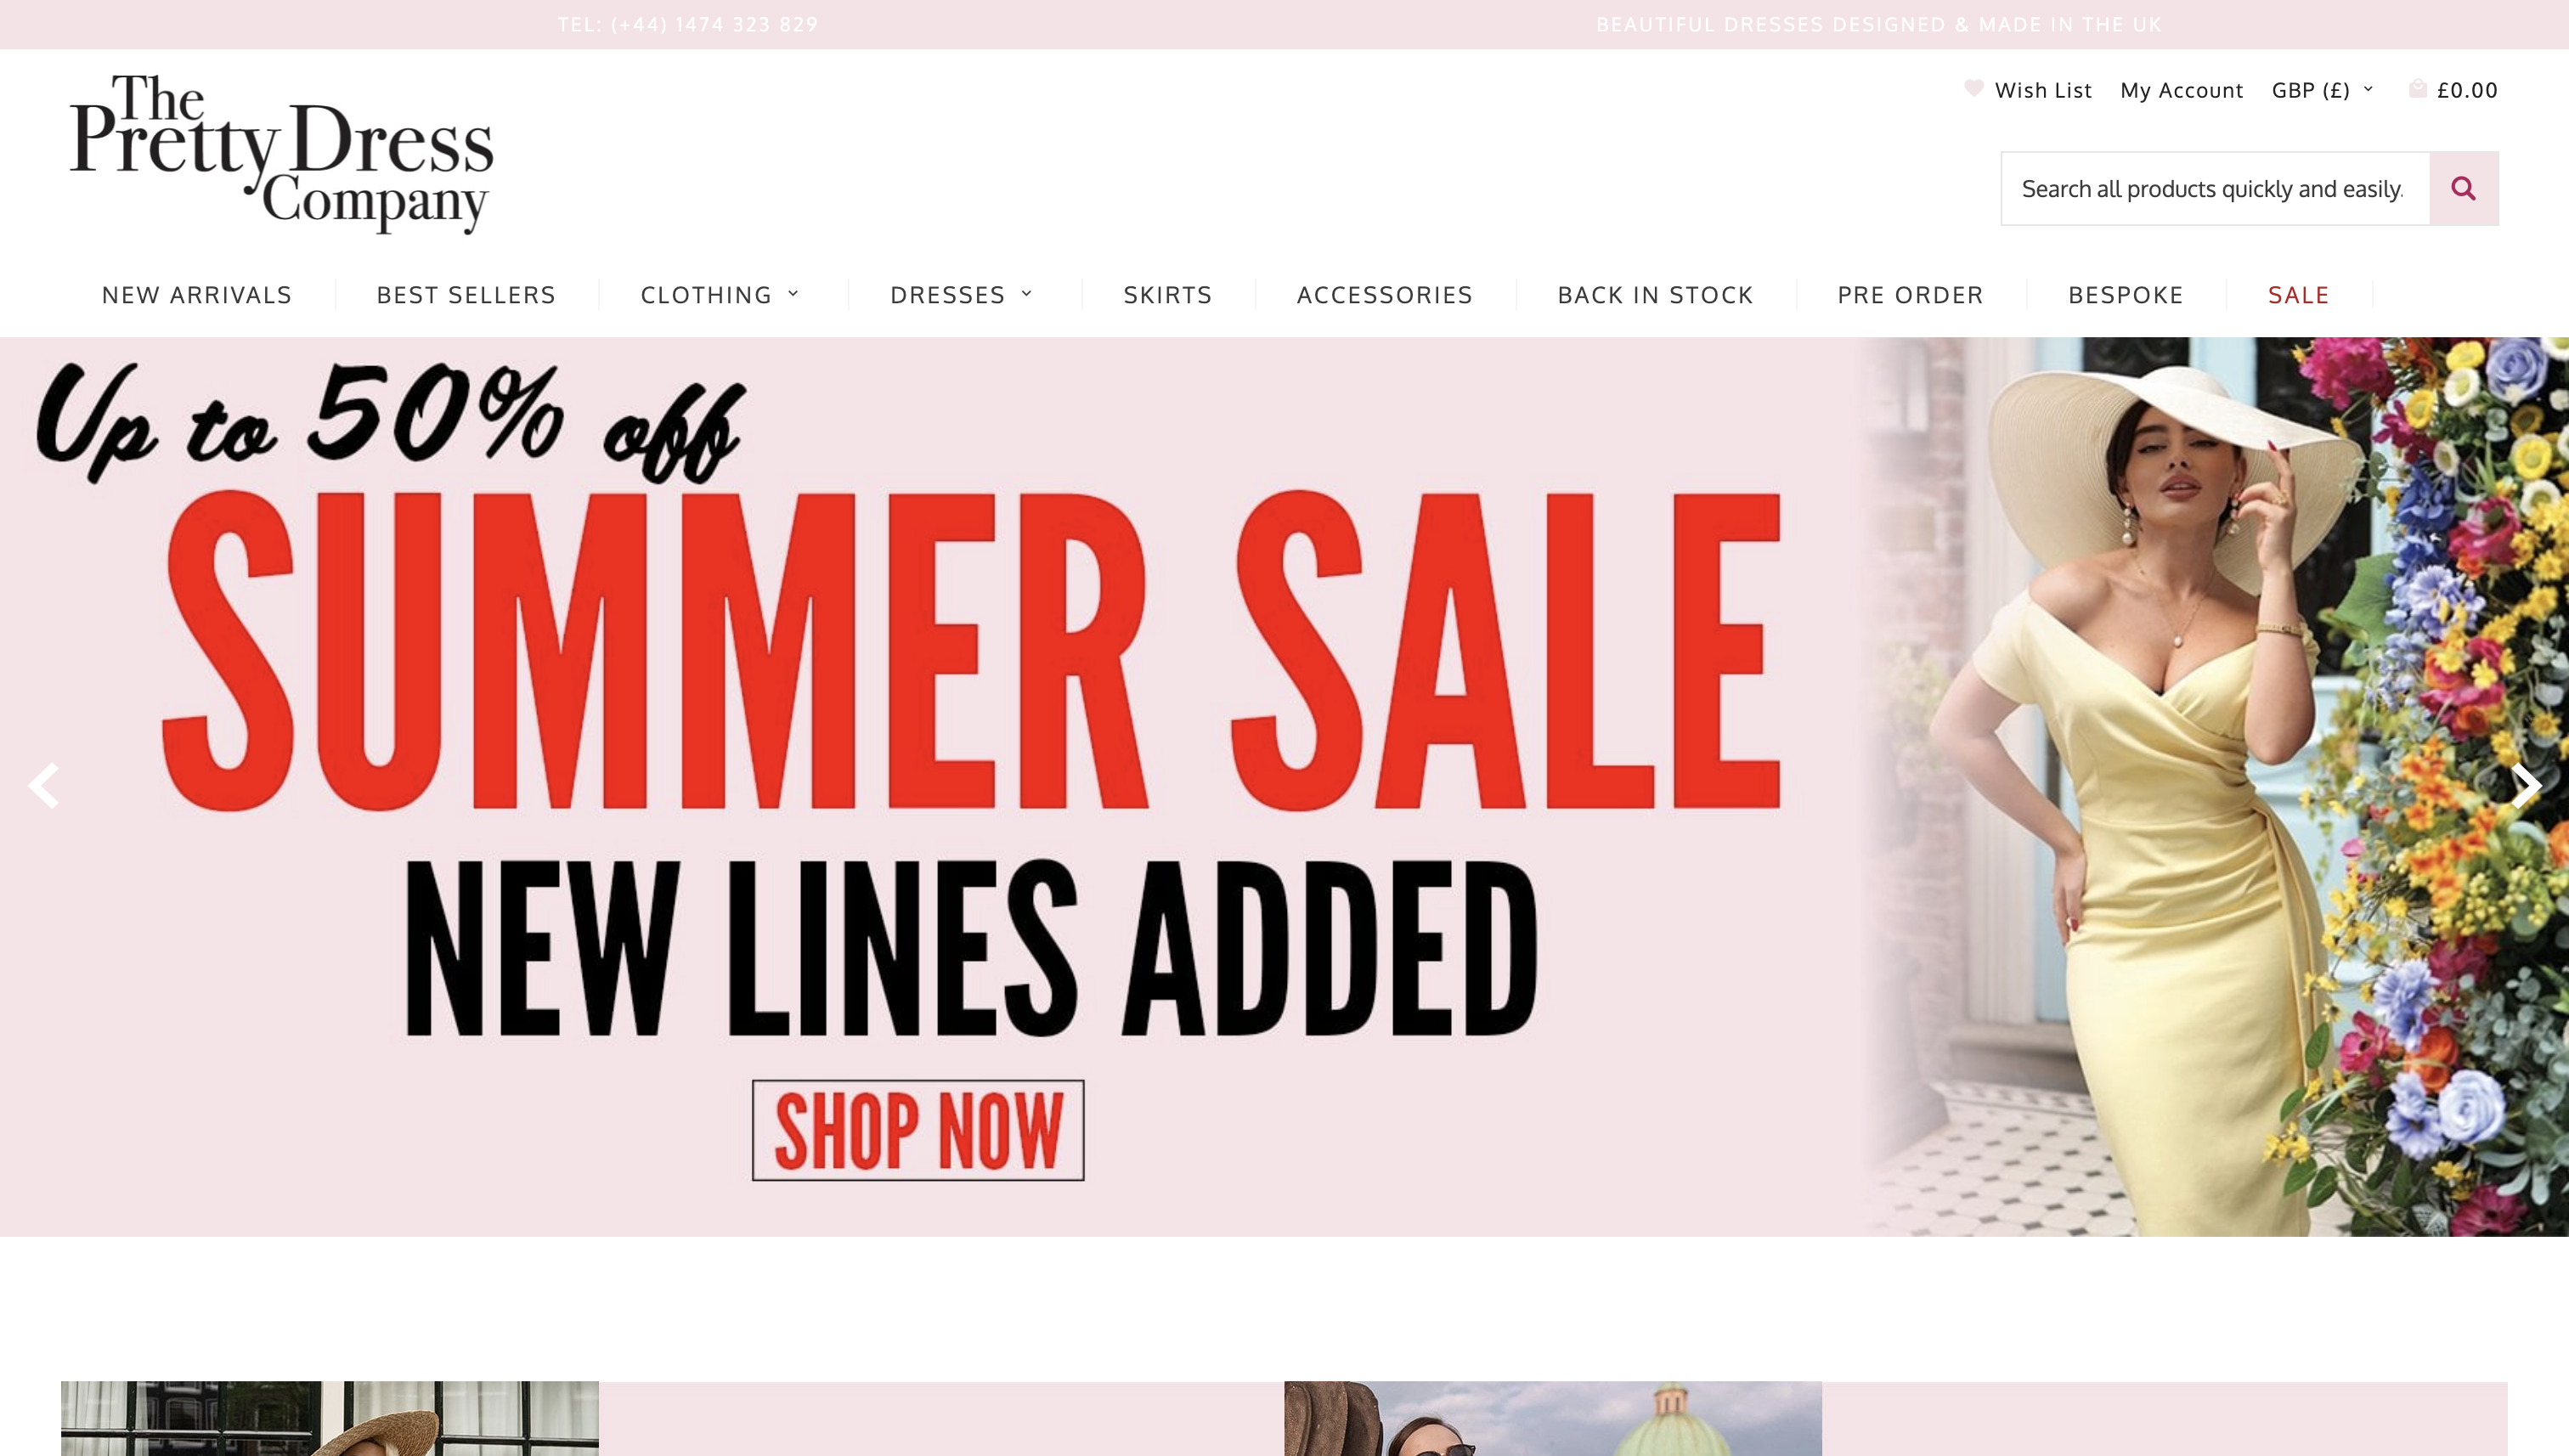 TEL: (+44) 1474 323 829
BEAUTIFUL DRESSES DESIGNED & MADE IN THE UK
The
Pretty Dress
Company
Wish List
My Account
GBP (£)
£0.00
Search all products quickly and easily.
NEW ARRIVALS
BEST SELLERS
CLOTHING
DRESSES
SKIRTS
ACCESSORIES
BACK IN STOCK
PRE ORDER
BESPOKE
SALE
Up to 50% off
SUMMER SALE
NEW LINES ADDED
SHOP NOW